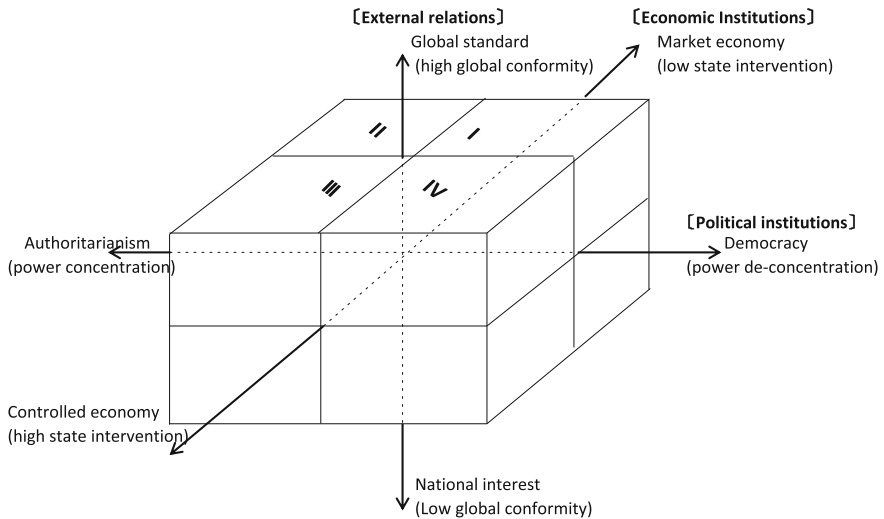 〔External relations〕
Global standard
(high global conformity)
〔Economic Institutions〕
Market economy
(low state intervention)
II
I
III
IV
〔Political institutions〕
Authoritarianism
(power concentration)
Democracy
(power de-concentration)
Controlled economy
(high state intervention)
National interest
(Low global conformity)